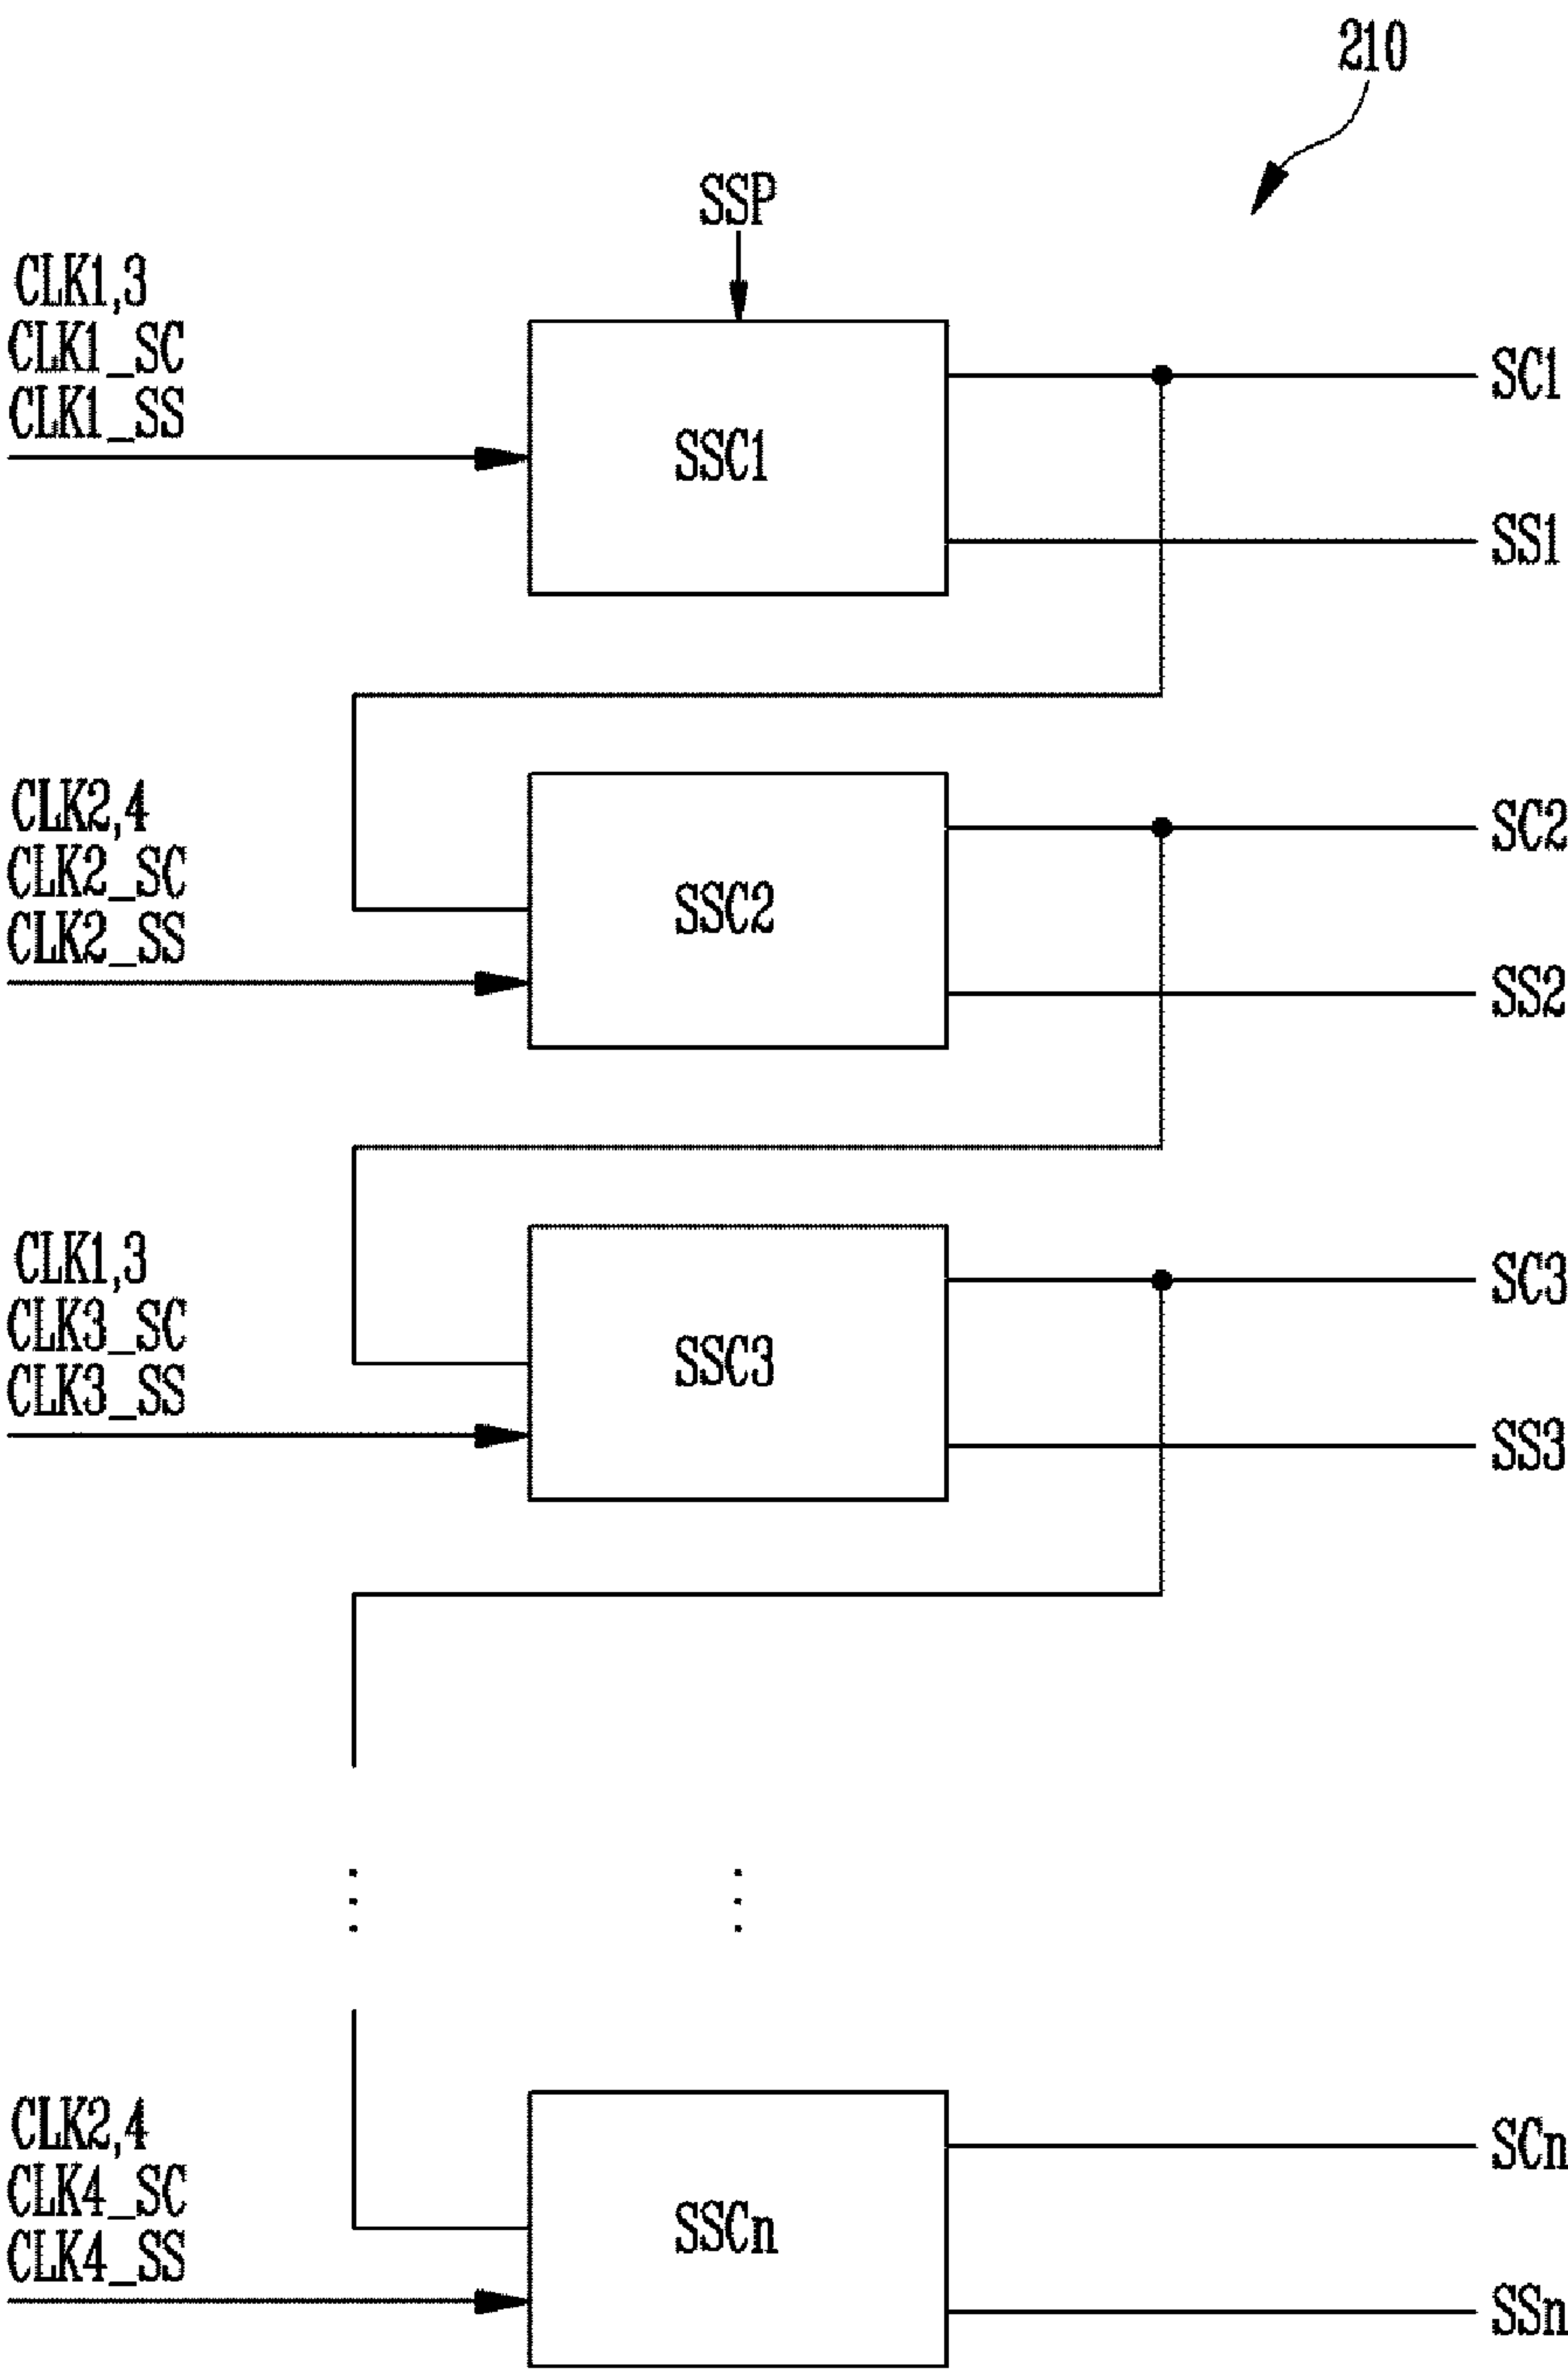 210
SSP
CLK1,3
CLK1_SC
CLK1_SS
SSC1
SC1
SS1
CLK2,4
CLK2_SC
CLK2_SS
SSC2
SC2
SS2
CLK1,3
CLK3_SC
CLK3_SS
SSC3
SC3
SS3
CLK2,4
CLK4_SC
CLK4_SS
SSCn
SCn
SSn